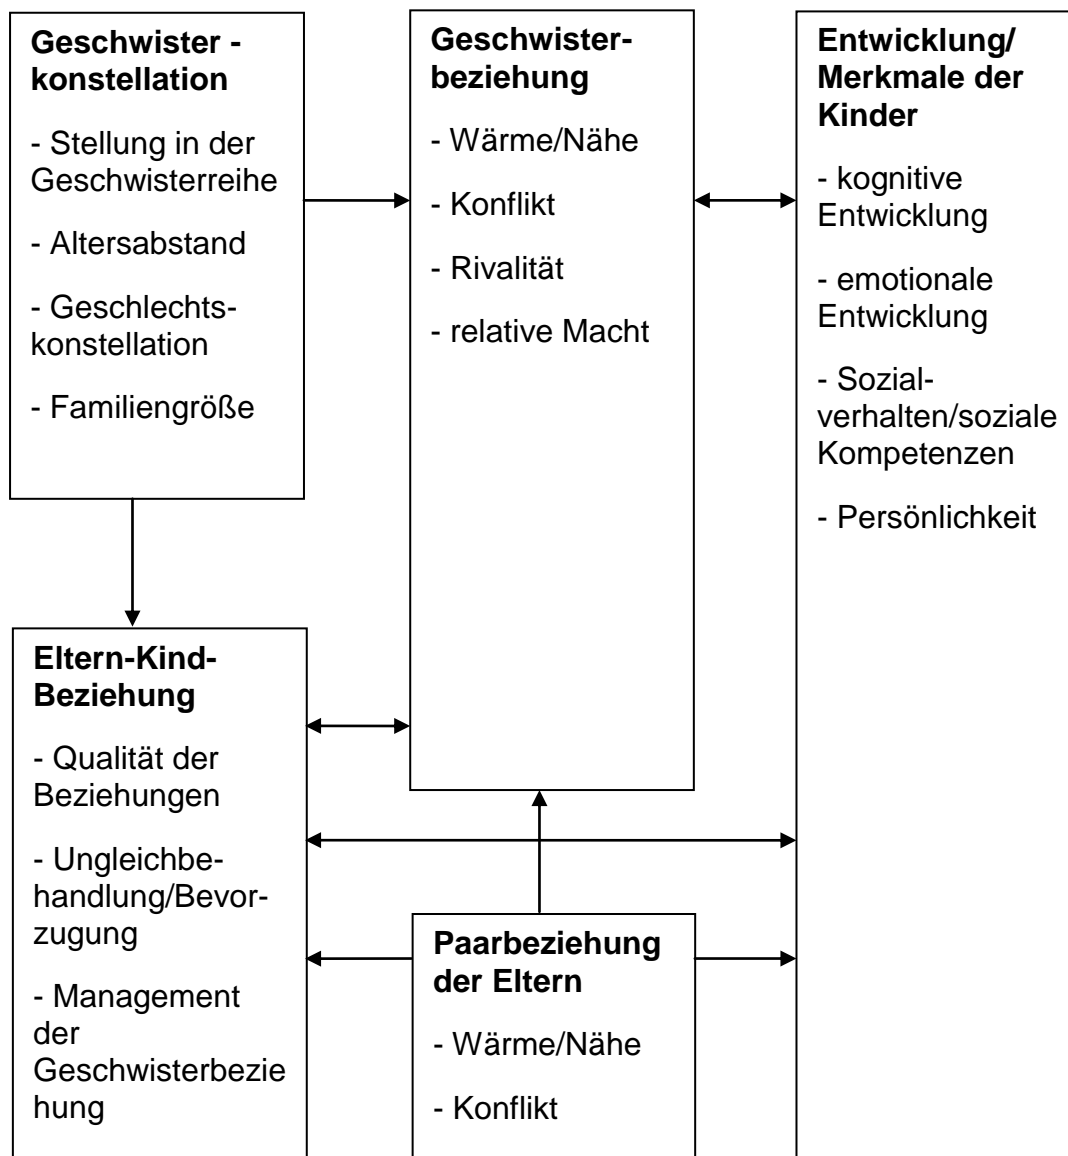 Geschwister -
konstellation
- Stellung in der
Geschwisterreihe
- Altersabstand
- Geschlechts-
konstellation
- Familiengröße
Geschwister-
beziehung
- Wärme/Nähe
- Konflikt
- Rivalität
- relative Macht
Entwicklung/
Merkmale der
Kinder
- kognitive
Entwicklung
- emotionale
Entwicklung
- Sozial-
verhalten/soziale
Kompetenzen
- Persönlichkeit
Eltern-Kind-
Beziehung
- Qualität der
Beziehungen
- Ungleichbe-
handlung/Bevor-
zugung
- Management
der
Geschwisterbezie
hung
Paarbeziehung
der Eltern
- Wärme/Nähe
- Konflikt